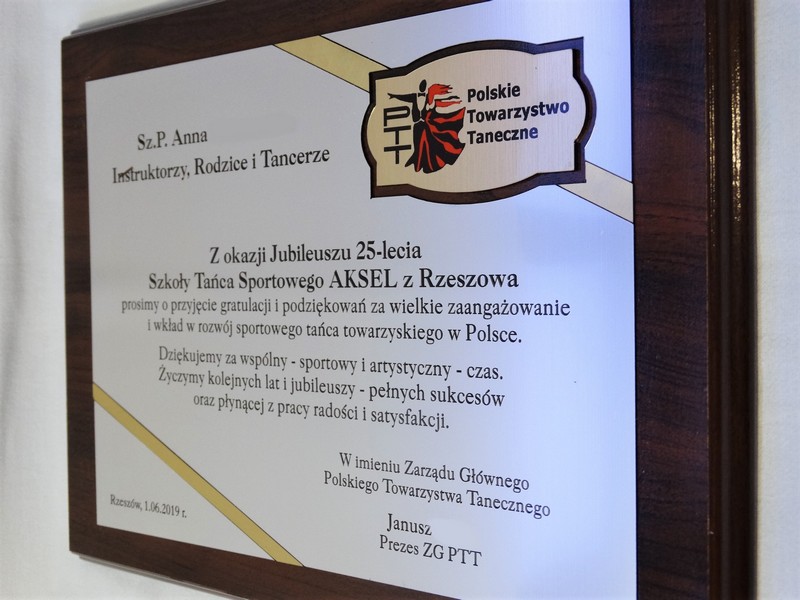 PTT
Polskie
Towarzystwo
Taneczne
Sz.P. Anna
Instruktorzy, Rodzice i Tancerze
Z okazji Jubileuszu 25-lecia
Szkoły Tańca Sportowego AKSEL z Rzeszowa
prosimy o przyjęcie gratulacji i podziękowań za wielkie zaangażowanie
i wkład w rozwój sportowego tańca towarzyskiego w Polsce.
Dziękujemy za wspólny - sportowy i artystyczny - czas.
Życzymy kolejnych lat i jubileuszy - pełnych sukcesów
oraz płynącej z pracy radości i satysfakcji.
W imieniu Zarządu Głównego
Polskiego Towarzystwa Tanecznego
Janusz
Prezes ZG PTT
Rzeszów, 1.06.2019 r.